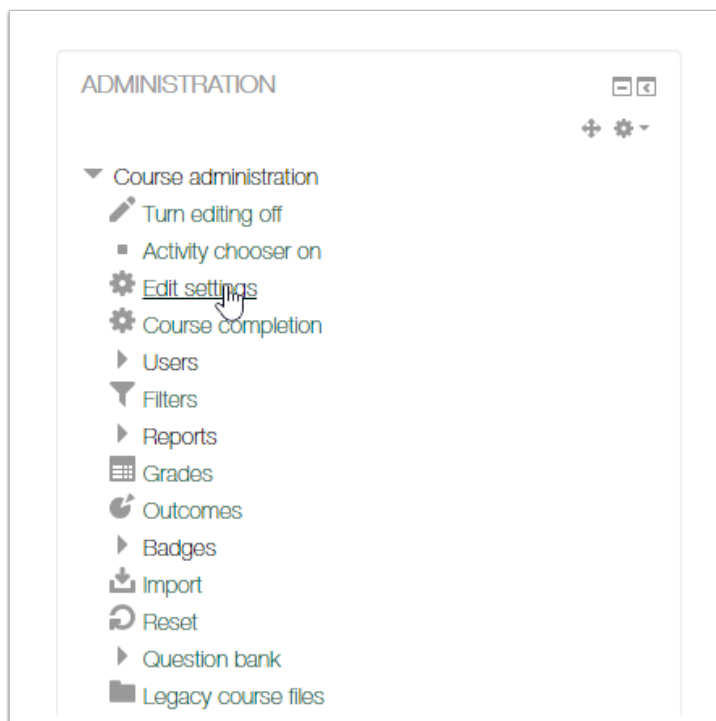 ADMINISTRATION
Course administration
Turn editing off
Activity chooser on
Edit settings
Course completion
Users
Filters
Reports
Grades
Outcomes
Badges
Import
Reset
Question bank
Legacy course files